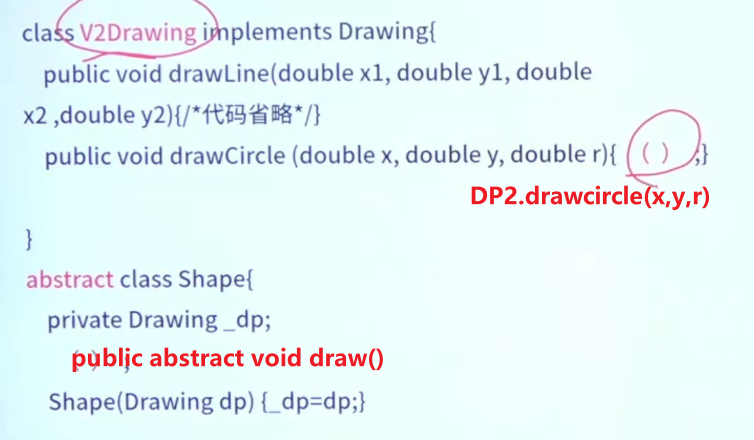 class V2Drawing implements Drawing{
public void drawLine(double x1, double y1, double
x2 ,double y2){/*代码省略*/}
public void drawCircle (double x, double y, double r){ ( ) ;}
DP2.drawcircle(x,y,r)
}
abstract class Shape{
private Drawing _dp;
public abstract void draw()
Shape(Drawing dp) {_dp=dp;}